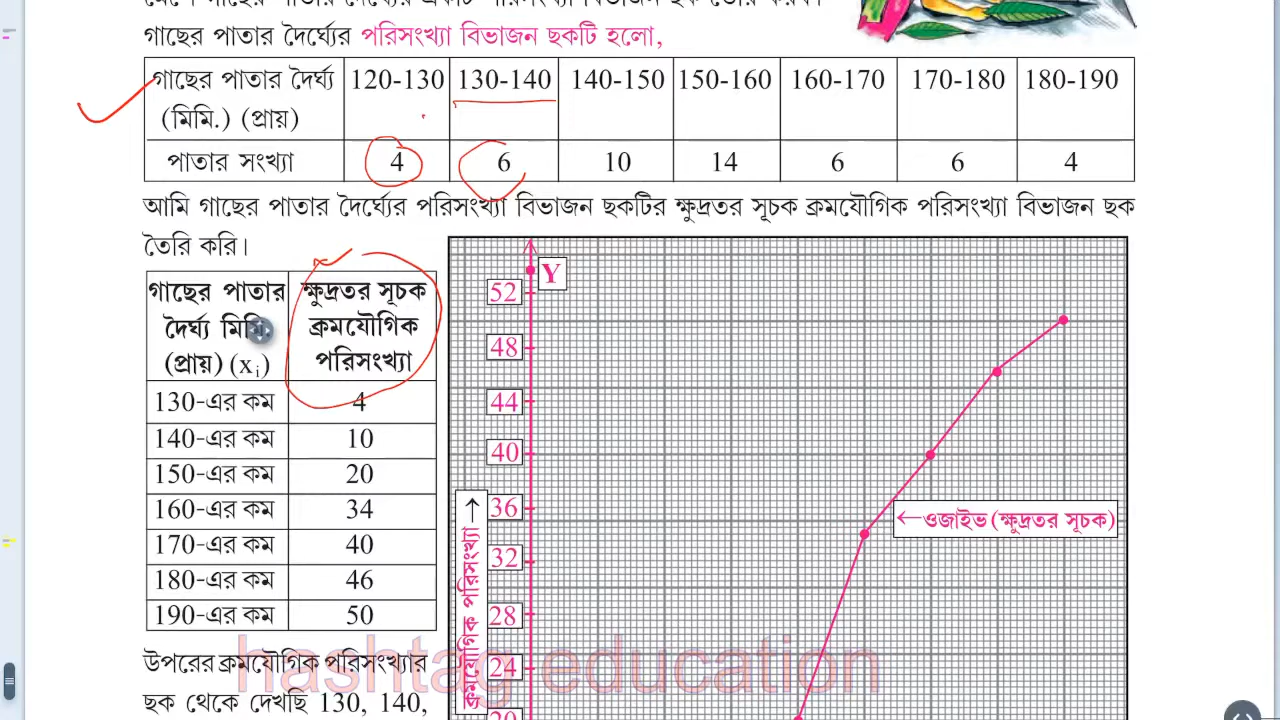 গাছের পাতার দৈর্ঘ্যের পরিসংখ্যা বিভাজন ছকটি হলো,
গাছের পাতার দৈর্ঘ্য (মিমি.) (প্রায়) 120-130 130-140 140-150 150-160 160-170 170-180 180-190
পাতার সংখ্যা 4 6 10 14 6 6 4
আমি গাছের পাতার দৈর্ঘ্যের পরিসংখ্যা বিভাজন ছকটির ক্ষুদ্রতর সূচক ক্রমযৌগিক পরিসংখ্যা বিভাজন ছক
তৈরি করি।
গাছের পাতার ক্ষুদ্রতর সূচক
দৈর্ঘ্য মিমি ক্রমযৌগিক
(প্রায়) (xi) পরিসংখ্যা
130-এর কম 4
140-এর কম 10
150-এর কম 20
160-এর কম 34
170-এর কম 40
180-এর কম 46
190-এর কম 50
উপরের ক্রমযৌগিক পরিসংখ্যার
ছক থেকে দেখছি 130, 140,
Y
52
48
44
40
36
32
28
24
ক্রমযৌগিক পরিসংখ্যা →
←ওজাইভ (ক্ষুদ্রতর সূচক)
hashtag education